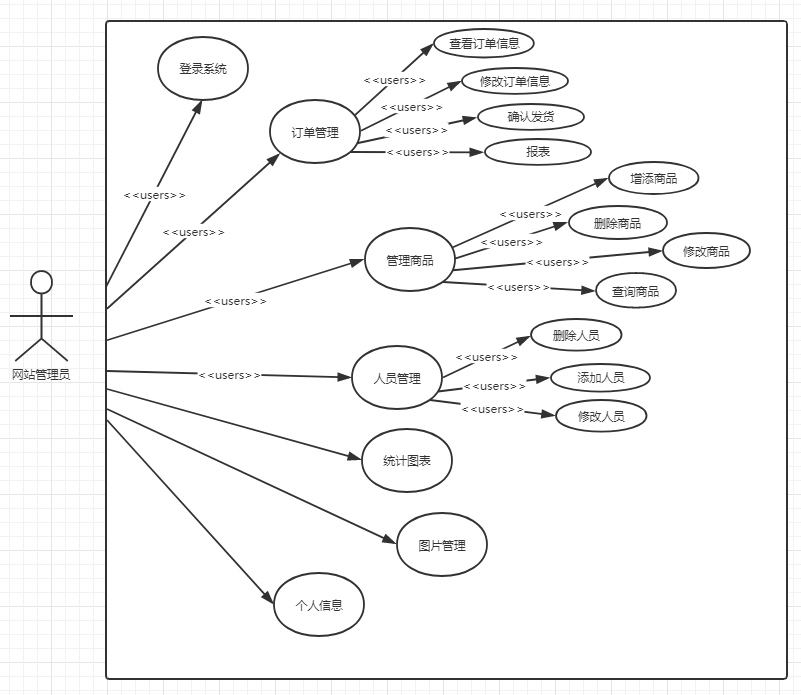 查看订单信息
登录系统
<<users>>
修改订单信息
<<users>>
确认发货
订单管理
<<users>>
报表
<<users>>
增添商品
<<users>>
<<users>>
删除商品
<<users>>
<<users>>
修改商品
管理商品
<<users>>
<<users>>
查询商品
<<users>>
删除人员
<<users>>
网站管理员
<<users>>
人员管理
添加人员
<<users>>
<<users>>
修改人员
统计图表
图片管理
个人信息